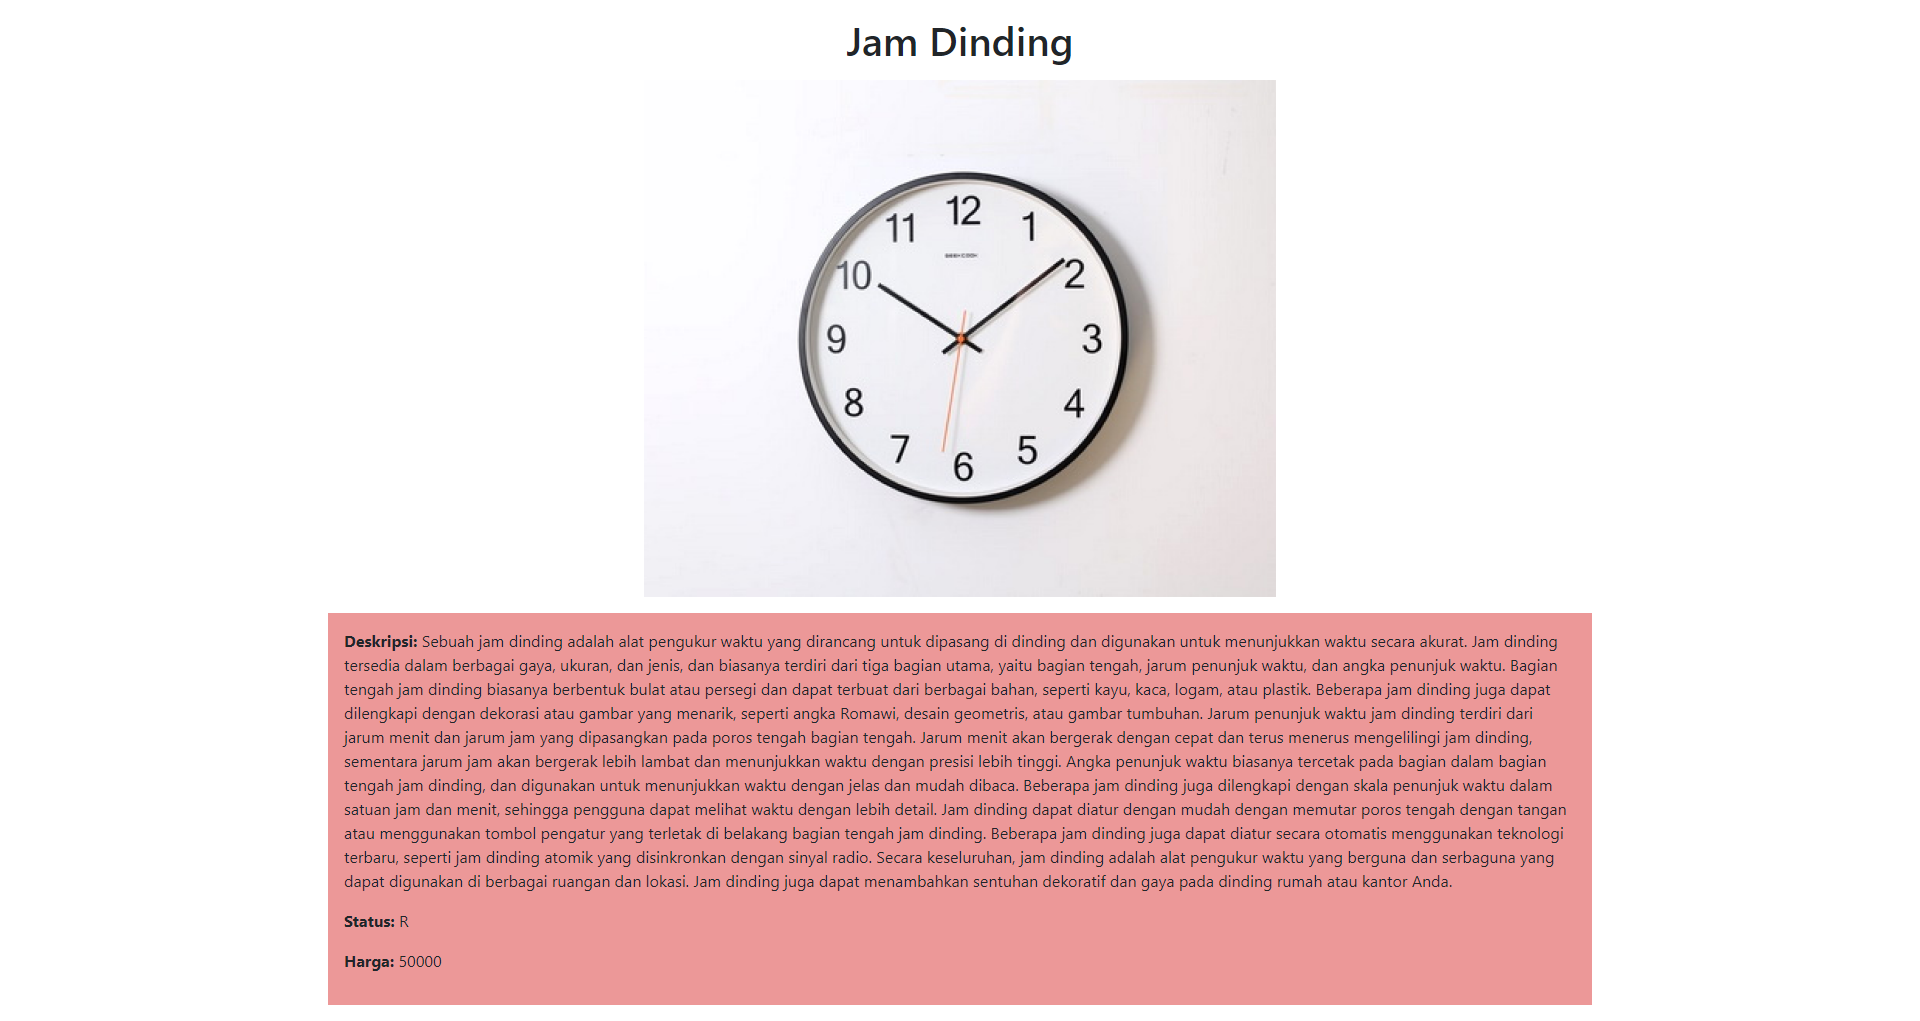 Jam Dinding
12
11
1
10
2
9
3
8
4
7
5
6
Deskripsi: Sebuah jam dinding adalah alat pengukur waktu yang dirancang untuk dipasang di dinding dan digunakan untuk menunjukkan waktu secara akurat. Jam dinding
tersedia dalam berbagai gaya, ukuran, dan jenis, dan biasanya terdiri dari tiga bagian utama, yaitu bagian tengah, jarum penunjuk waktu, dan angka penunjuk waktu. Bagian
tengah jam dinding biasanya berbentuk bulat atau persegi dan dapat terbuat dari berbagai bahan, seperti kayu, kaca, logam, atau plastik. Beberapa jam dinding juga dapat
dilengkapi dengan dekorasi atau gambar yang menarik, seperti angka Romawi, desain geometris, atau gambar tumbuhan. Jarum penunjuk waktu jam dinding terdiri dari
jarum menit dan jarum jam yang dipasangkan pada poros tengah bagian tengah. Jarum menit akan bergerak dengan cepat dan terus menerus mengelilingi jam dinding,
sementara jarum jam akan bergerak lebih lambat dan menunjukkan waktu dengan presisi lebih tinggi. Angka penunjuk waktu biasanya tercetak pada bagian dalam bagian
tengah jam dinding, dan digunakan untuk menunjukkan waktu dengan jelas dan mudah dibaca. Beberapa jam dinding juga dilengkapi dengan skala penunjuk waktu dalam
satuan jam dan menit, sehingga pengguna dapat melihat waktu dengan lebih detail. Jam dinding dapat diatur dengan mudah dengan memutar poros tengah dengan tangan
atau menggunakan tombol pengatur yang terletak di belakang bagian tengah jam dinding. Beberapa jam dinding juga dapat diatur secara otomatis menggunakan teknologi
terbaru, seperti jam dinding atomik yang disinkronkan dengan sinyal radio. Secara keseluruhan, jam dinding adalah alat pengukur waktu yang berguna dan serbaguna yang
dapat digunakan di berbagai ruangan dan lokasi. Jam dinding juga dapat menambahkan sentuhan dekoratif dan gaya pada dinding rumah atau kantor Anda.
Status: R
Harga: 50000